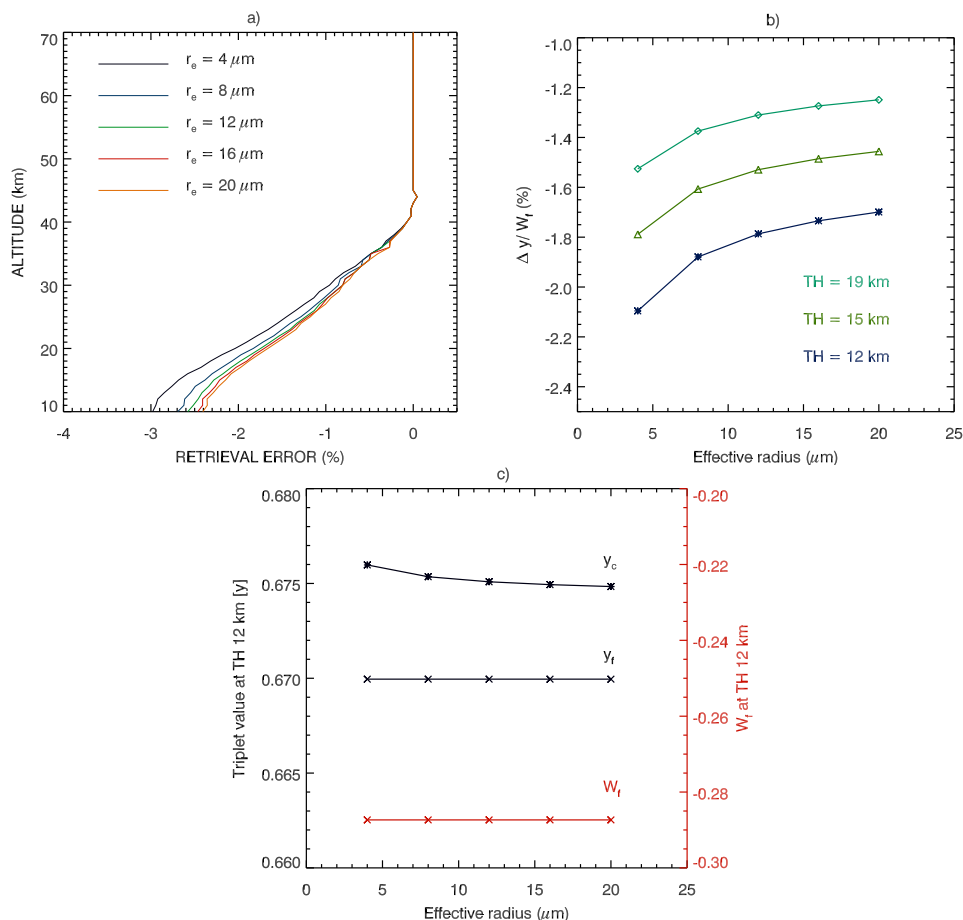 a)
70
60
50
40
30
20
10
ALTITUDE (km)
r_e = 4 μm
r_e = 8 μm
r_e = 12 μm
r_e = 16 μm
r_e = 20 μm
-4 -3 -2 -1 0
RETRIEVAL ERROR (%)
b)
-1.0
-1.2
-1.4
-1.6
-1.8
-2.0
-2.2
-2.4
Δ y/ W_f (%)
TH = 19 km
TH = 15 km
TH = 12 km
0 5 10 15 20 25
Effective radius (μm)
c)
0.680
0.675
0.670
0.665
0.660
Triplet value at TH 12 km [y]
y_c
y_f
W_f
-0.20
-0.22
-0.24
-0.26
-0.28
-0.30
W_f at TH 12 km
0 5 10 15 20 25
Effective radius (μm)